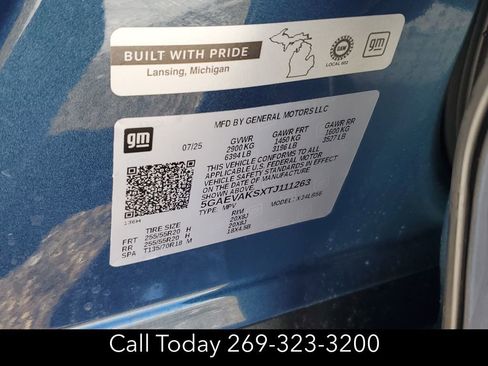 BUILT WITH PRIDE
Lansing, Michigan
UAW
LOCAL 602
gm
gm
MFD BY GENERAL MOTORS LLC
07/25 GVWR GAWR FRT GAWR RR
2900 KG 1450 KG 1600 KG
6394 LB 3196 LB 3527 LB
THIS VEHICLE CONFORMS TO ALL
APPLICABLE U.S. FEDERAL MOTOR
VEHICLE SAFETY STANDARDS
IN EFFECT ON THE DATE OF MANUFACTURE
SHOWN ABOVE.
5GAEVAKSXTJ111263
TYPE: MPV MODEL:
136H
TIRE SIZE RIM
FRT 255/55R20 H 20X8J
RR 255/55R20 H 20X8J
SPA T135/70R18 M 18X4.5B
Call Today 269-323-3200